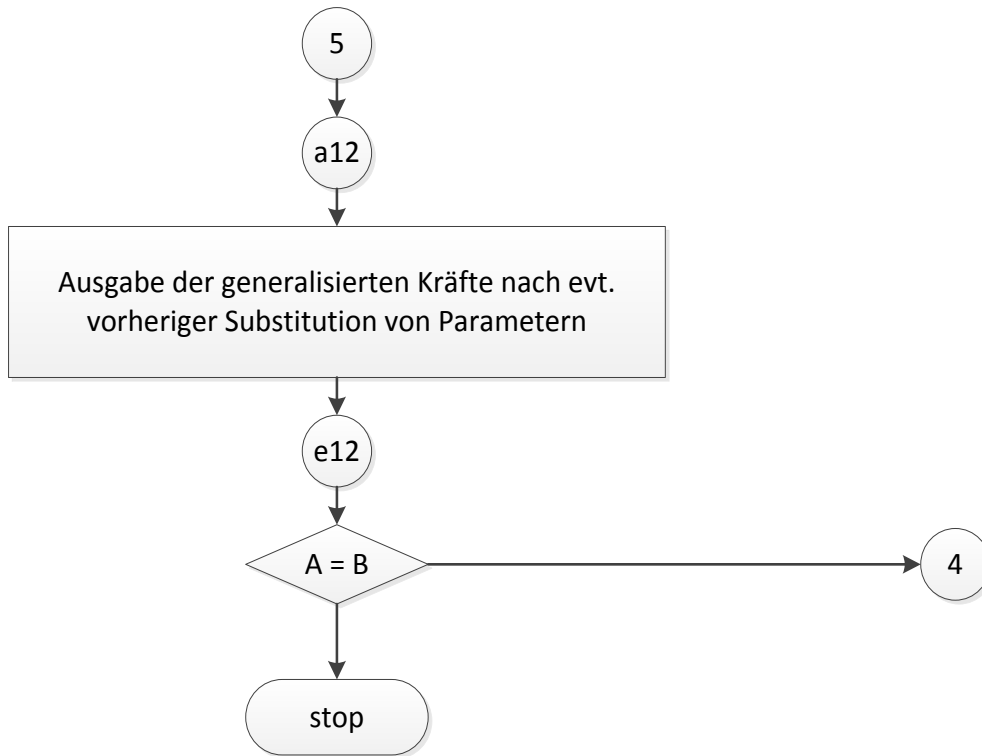 5
a12
Ausgabe der generalisierten Kräfte nach evt.
vorheriger Substitution von Parametern
e12
A = B
4
stop